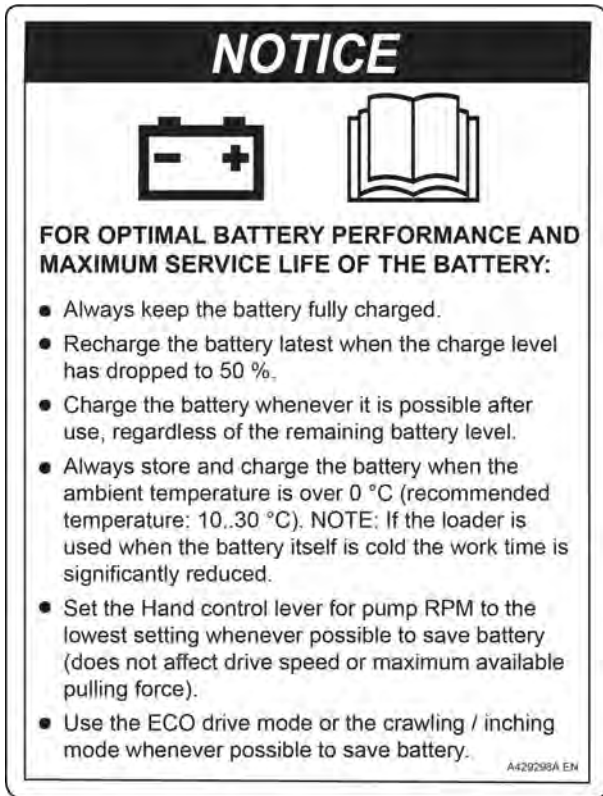 NOTICE
FOR OPTIMAL BATTERY PERFORMANCE AND
MAXIMUM SERVICE LIFE OF THE BATTERY:
● Always keep the battery fully charged.
● Recharge the battery latest when the charge level
has dropped to 50 %.
● Charge the battery whenever it is possible after
use, regardless of the remaining battery level.
● Always store and charge the battery when the
ambient temperature is over 0 °C (recommended
temperature: 10..30 °C). NOTE: If the loader is
used when the battery itself is cold the work time is
significantly reduced.
● Set the Hand control lever for pump RPM to the
lowest setting whenever possible to save battery
(does not affect drive speed or maximum available
pulling force).
● Use the ECO drive mode or the crawling / inching
mode whenever possible to save battery.
A429298A EN